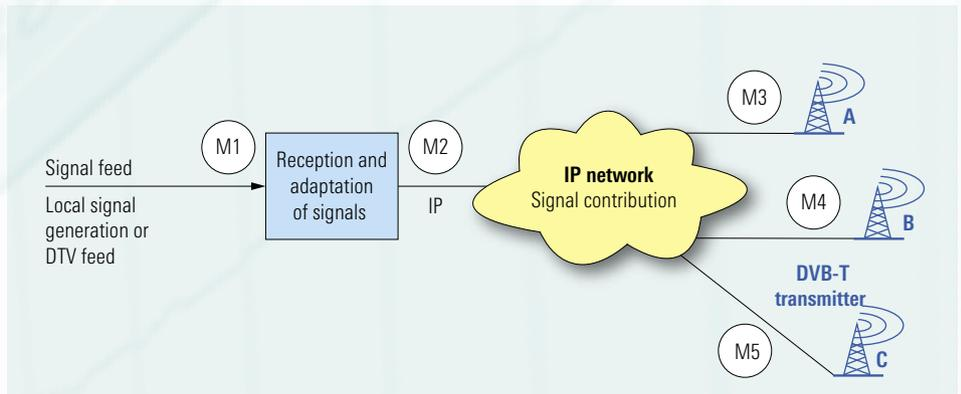 M1
M2
M3
A
Signal feed
Local signal
generation or
DTV feed
Reception and
adaptation
of signals
IP
IP network
Signal contribution
M4
B
DVB-T
transmitter
M5
C